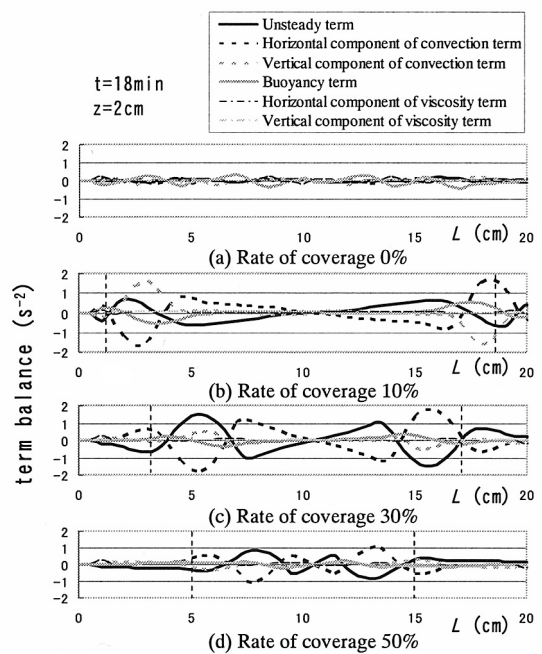 Unsteady term
Horizontal component of convection term
Vertical component of convection term
Buoyancy term
Horizontal component of viscosity term
Vertical component of viscosity term
t=18min
z=2cm
term balance (s⁻²)
2
1
0
-1
-2
0 5 10 15 20
L (cm)
(a) Rate of coverage 0%
2
1
0
-1
-2
0 5 10 15 20
L (cm)
(b) Rate of coverage 10%
2
1
0
-1
-2
0 5 10 15 20
L (cm)
(c) Rate of coverage 30%
2
1
0
-1
-2
0 5 10 15 20
L (cm)
(d) Rate of coverage 50%